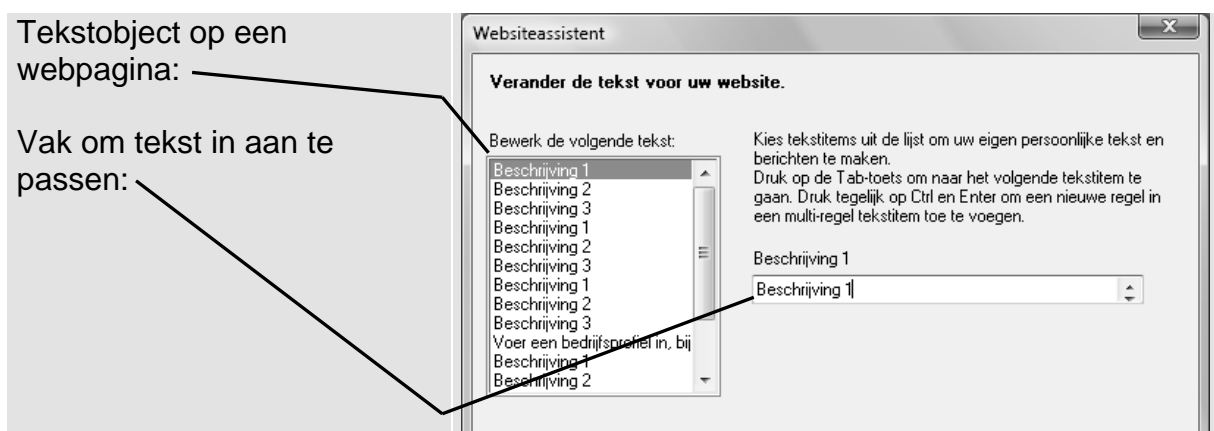 Tekstobject op een
webpagina:
Vak om tekst in aan te
passen:
Websiteassistent
Verander de tekst voor uw website.
Bewerk de volgende tekst:
Beschrijving 1
Beschrijving 2
Beschrijving 3
Beschrijving 1
Beschrijving 2
Beschrijving 3
Beschrijving 1
Beschrijving 2
Beschrijving 3
Voer een bedrijfsprofiel in, bij
Beschrijving 1
Beschrijving 2
Kies tekstitems uit de lijst om uw eigen persoonlijke tekst en
berichten te maken.
Druk op de Tab-toets om naar het volgende tekstitem te
gaan. Druk tegelijk op Ctrl en Enter om een nieuwe regel in
een multi-regel tekstitem toe te voegen.
Beschrijving 1
Beschrijving 1